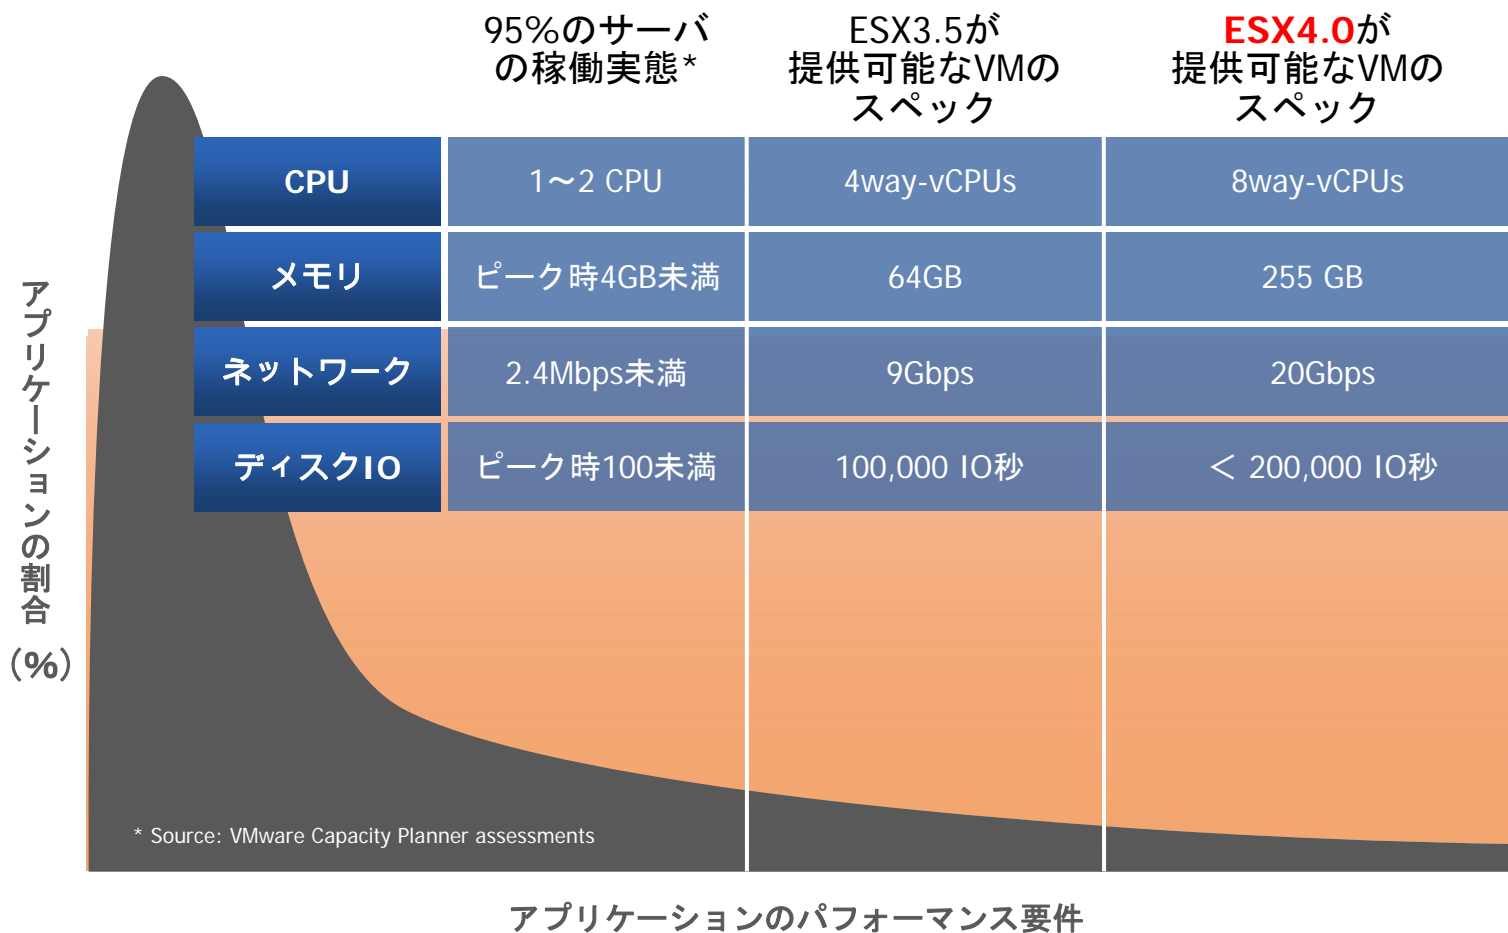 95%のサーバ
の稼働実態*
ESX3.5が
提供可能なVMの
スペック
ESX4.0が
提供可能なVMの
スペック
CPU
1～2 CPU
4way-vCPUs
8way-vCPUs
メモリ
ピーク時4GB未満
64GB
255 GB
ネットワーク
2.4Mbps未満
9Gbps
20Gbps
ディスクIO
ピーク時100未満
100,000 IO秒
＜ 200,000 IO秒
アプリケーションの割合
（%）
* Source: VMware Capacity Planner assessments
アプリケーションのパフォーマンス要件